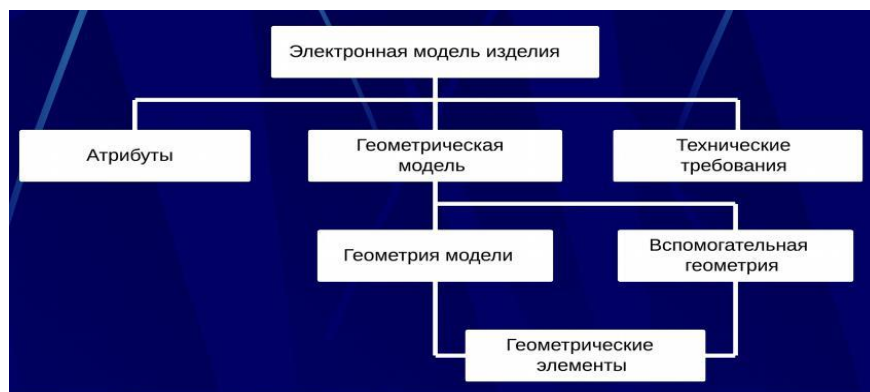 Электронная модель изделия
Атрибуты
Геометрическая
модель
Технические
требования
Геометрия модели
Вспомогательная
геометрия
Геометрические
элементы